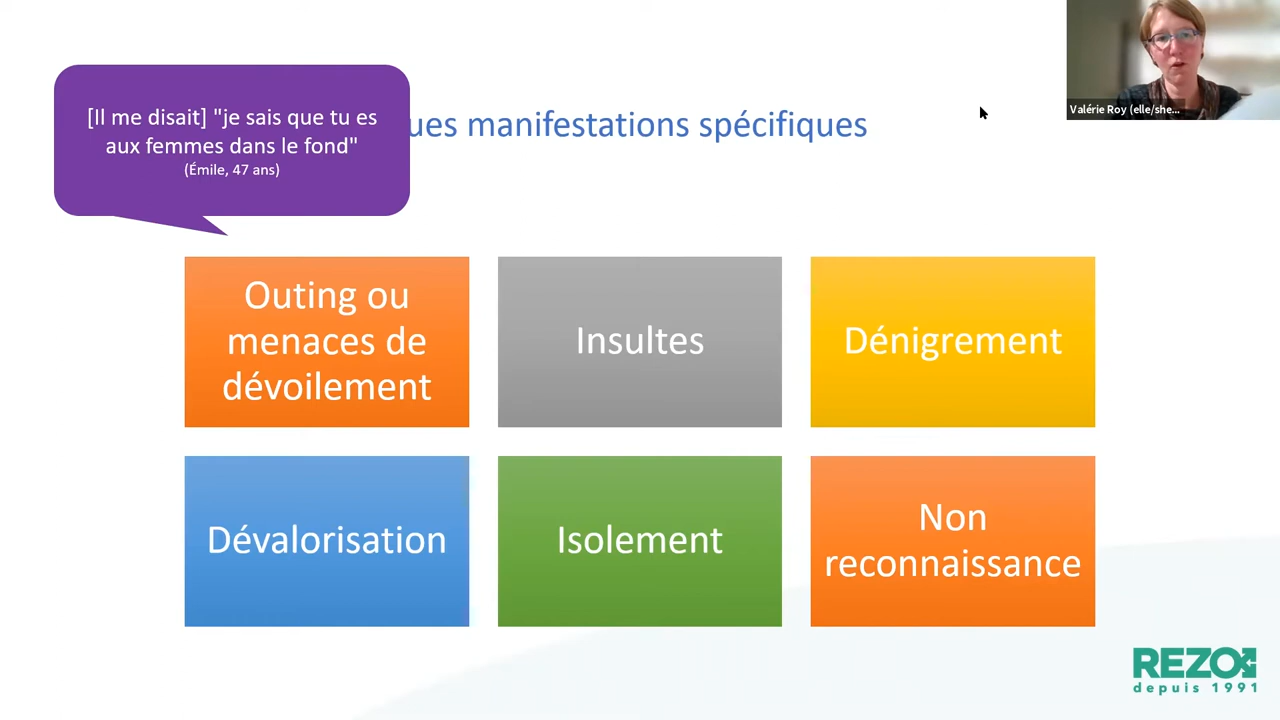 [Il me disait] "je sais que tu es
aux femmes dans le fond"
(Émile, 47 ans)
ues manifestations spécifiques
Valérie Roy (elle/she...
Outing ou
menaces de
dévoilement
Insultes
Dénigrement
Dévalorisation
Isolement
Non
reconnaissance
REZO
depuis 1991